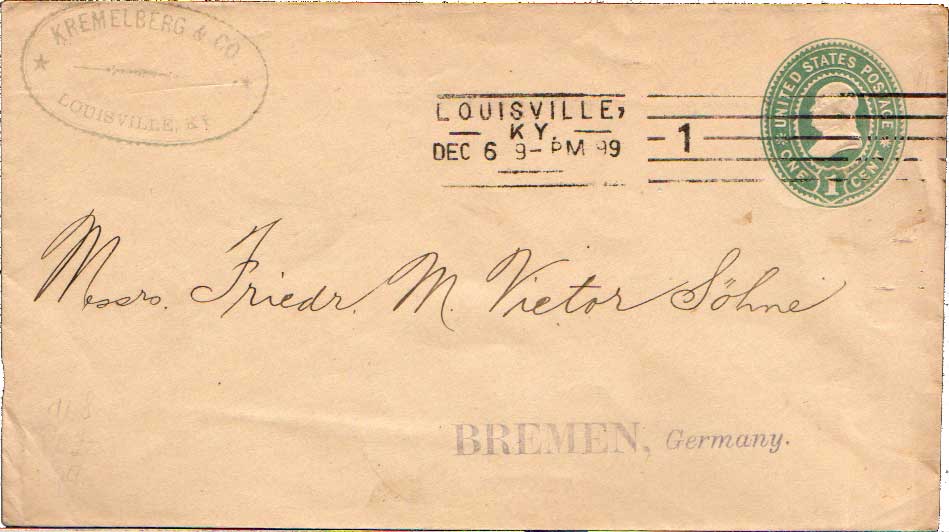 KREMELBERG & CO.
LOUISVILLE, KY
LOUISVILLE,
KY.
DEC 6 9-PM 99
1
UNITED STATES POSTAGE
ONE 1 CENT
Messrs. Friedr. M. Victor Söhne
BREMEN, Germany.